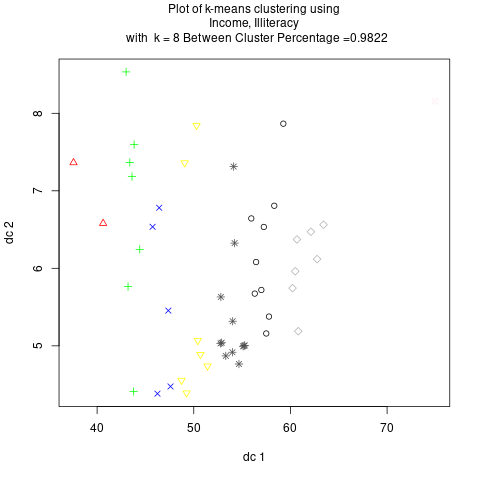 Plot of k-means clustering using
Income, Illiteracy
with k = 8 Between Cluster Percentage =0.9822
8
7
6
5
dc 2
40 50 60 70
dc 1